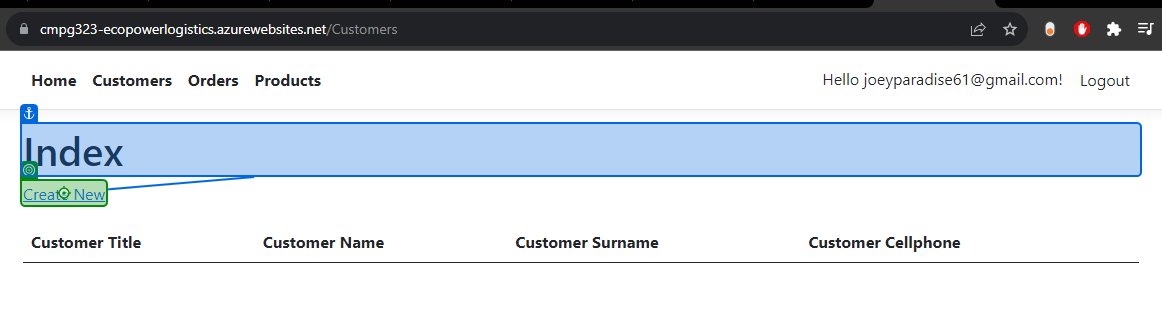 cmpg323-ecopowerlogistics.azurewebsites.net/Customers
Home Customers Orders Products Hello joeyparadise61@gmail.com! Logout
Index
Create New
Customer Title Customer Name Customer Surname Customer Cellphone